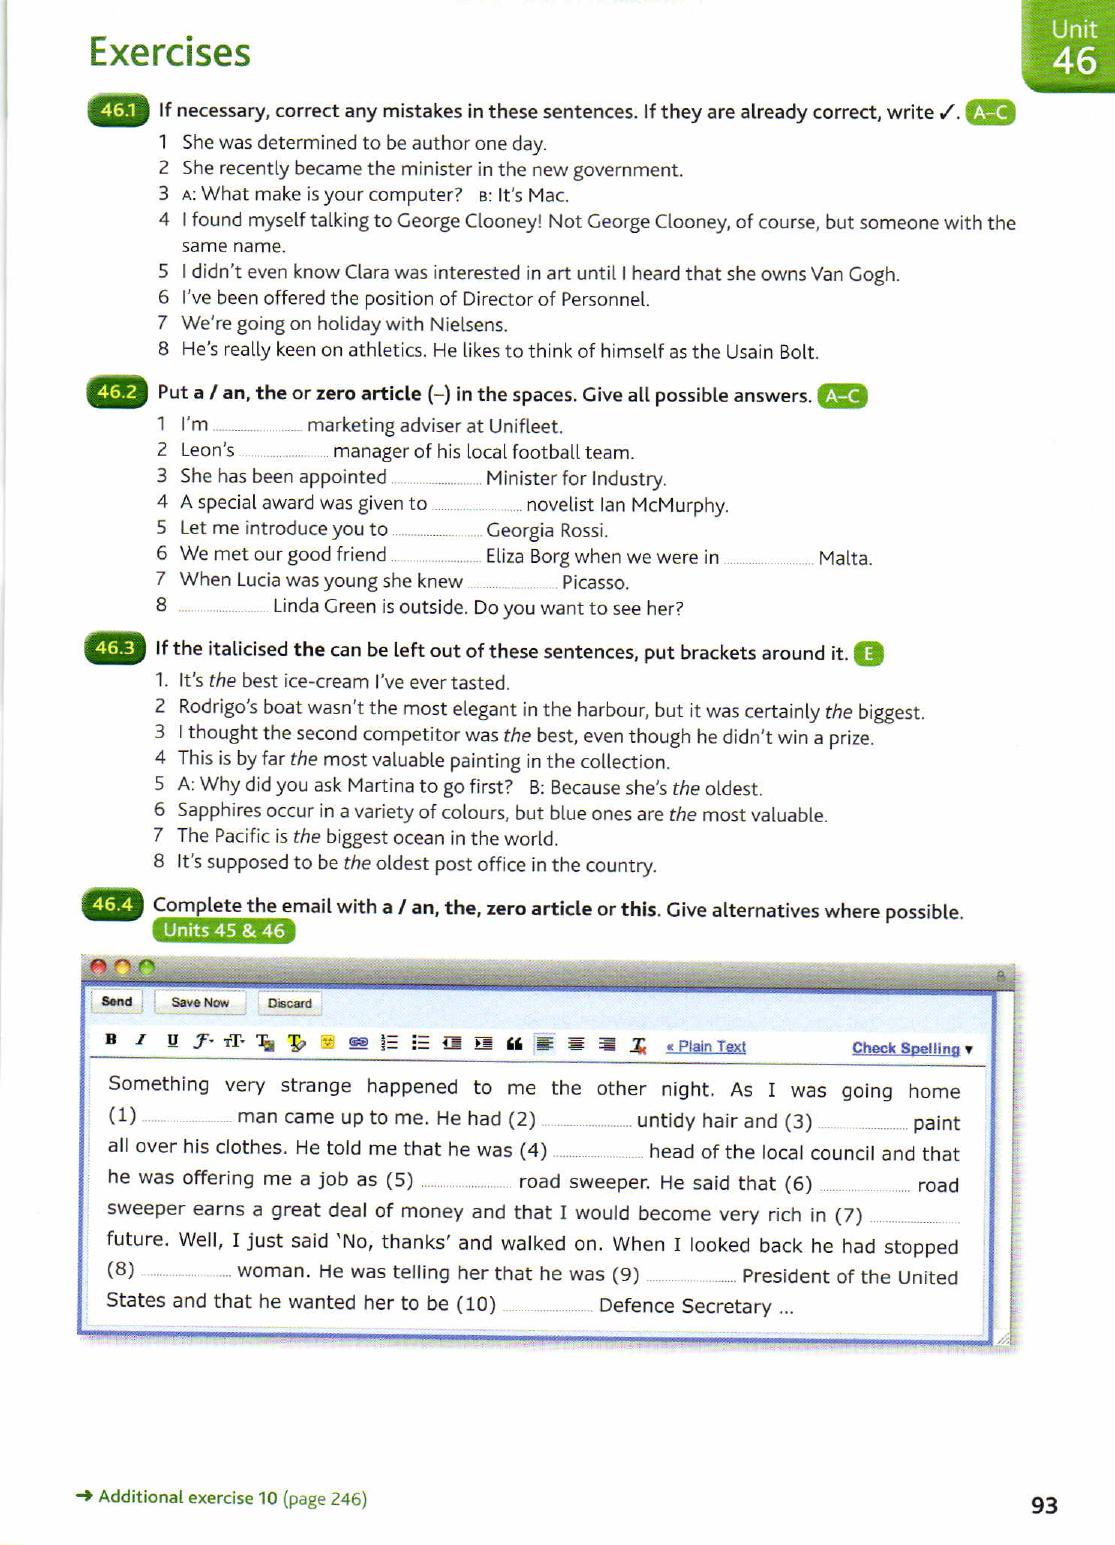 Unit
46
Exercises
46.1 If necessary, correct any mistakes in these sentences. If they are already correct, write ✓. A–C
1 She was determined to be author one day.
2 She recently became the minister in the new government.
3 A: What make is your computer? B: It's Mac.
4 I found myself talking to George Clooney! Not George Clooney, of course, but someone with the
same name.
5 I didn't even know Clara was interested in art until I heard that she owns Van Gogh.
6 I've been offered the position of Director of Personnel.
7 We're going on holiday with Nielsens.
8 He's really keen on athletics. He likes to think of himself as the Usain Bolt.
46.2 Put a / an, the or zero article (–) in the spaces. Give all possible answers. A–C
1 I'm .................... marketing adviser at Unifleet.
2 Leon's .................... manager of his local football team.
3 She has been appointed .................... Minister for Industry.
4 A special award was given to .................... novelist Ian McMurphy.
5 Let me introduce you to .................... Georgia Rossi.
6 We met our good friend .................... Eliza Borg when we were in .................... Malta.
7 When Lucia was young she knew .................... Picasso.
8 .................... Linda Green is outside. Do you want to see her?
46.3 If the italicised the can be left out of these sentences, put brackets around it. E
1. It's the best ice-cream I've ever tasted.
2 Rodrigo's boat wasn't the most elegant in the harbour, but it was certainly the biggest.
3 I thought the second competitor was the best, even though he didn't win a prize.
4 This is by far the most valuable painting in the collection.
5 A: Why did you ask Martina to go first? B: Because she's the oldest.
6 Sapphires occur in a variety of colours, but blue ones are the most valuable.
7 The Pacific is the biggest ocean in the world.
8 It's supposed to be the oldest post office in the country.
46.4 Complete the email with a / an, the, zero article or this. Give alternatives where possible.
Units 45 & 46
Send Save Now Discard
B I U « Plain Text Check Spelling ▾
Something very strange happened to me the other night. As I was going home
(1) .................... man came up to me. He had (2) .................... untidy hair and (3) .................... paint
all over his clothes. He told me that he was (4) .................... head of the local council and that
he was offering me a job as (5) .................... road sweeper. He said that (6) .................... road
sweeper earns a great deal of money and that I would become very rich in (7) ....................
future. Well, I just said 'No, thanks' and walked on. When I looked back he had stopped
(8) .................... woman. He was telling her that he was (9) .................... President of the United
States and that he wanted her to be (10) .................... Defence Secretary ...
➔ Additional exercise 10 (page 246)
93